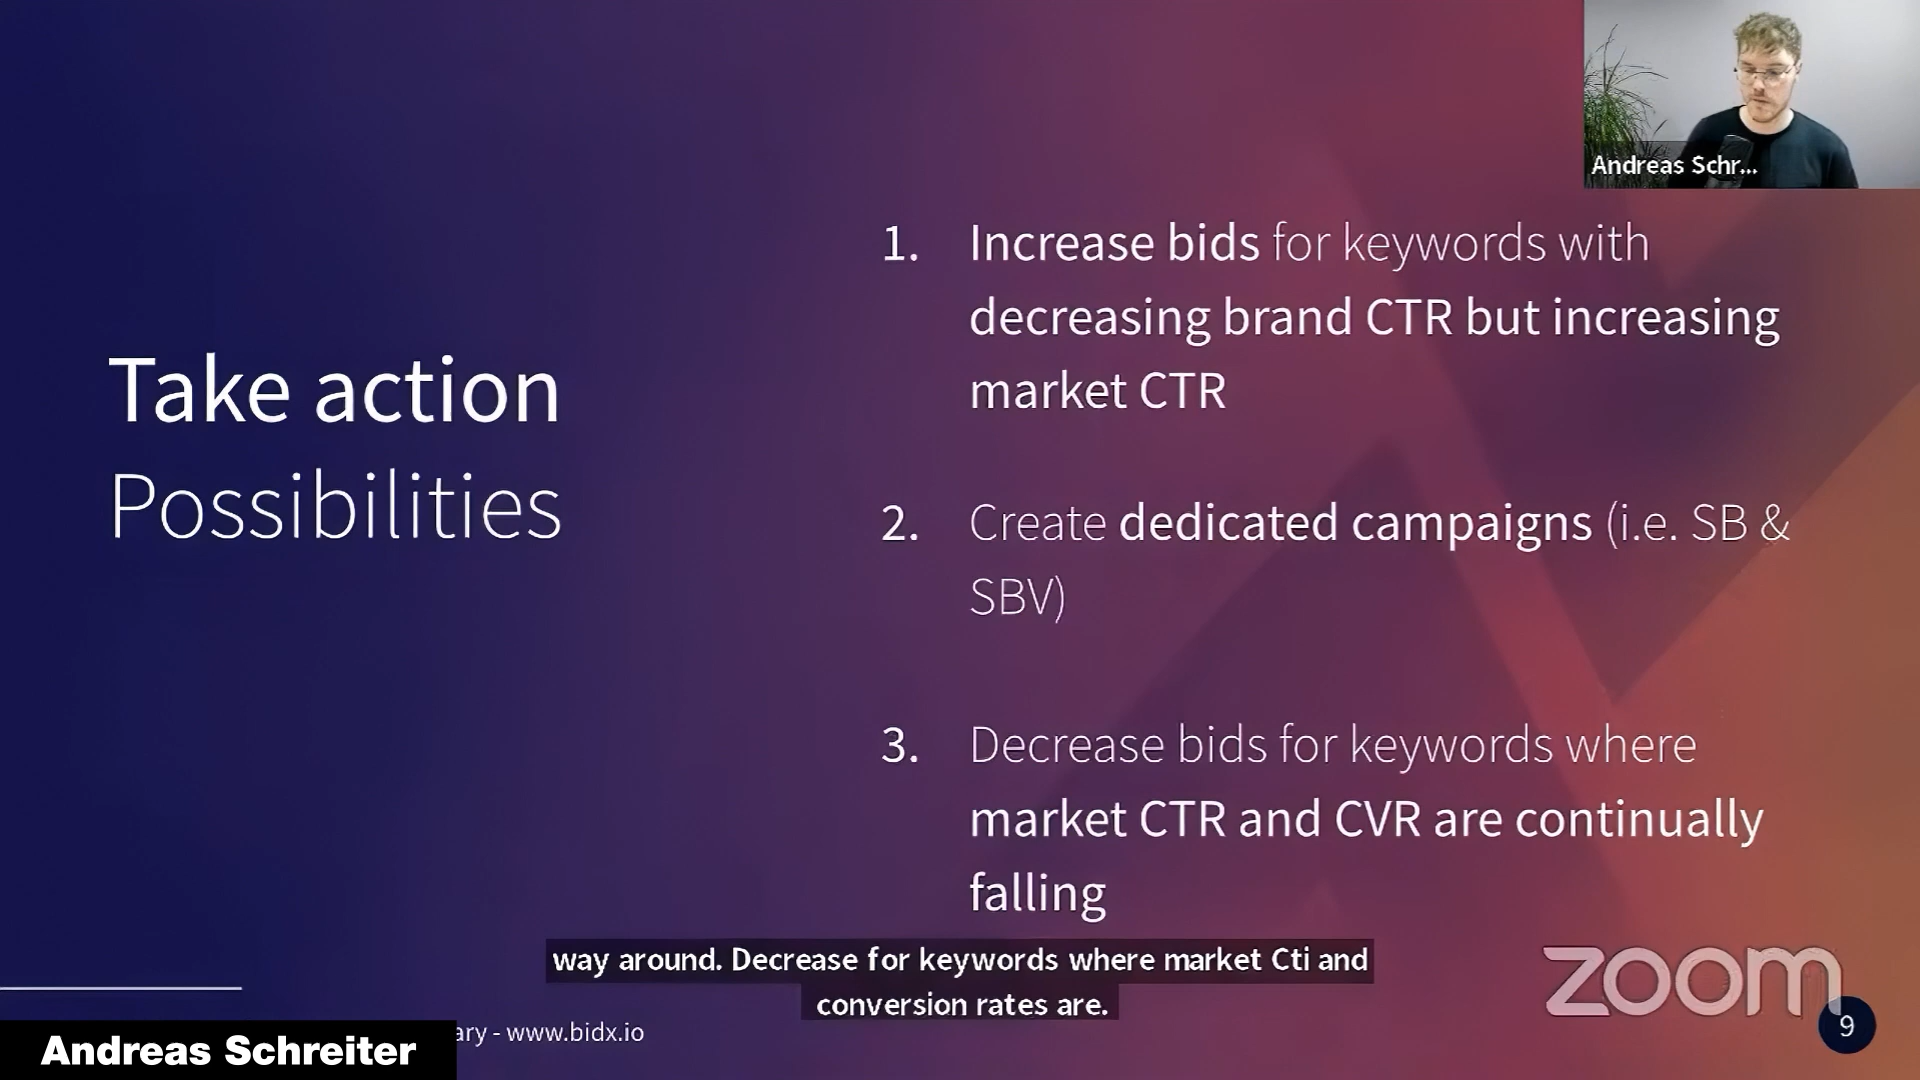 Andreas Schr...
Take action
Possibilities
1. Increase bids for keywords with
decreasing brand CTR but increasing
market CTR
2. Create dedicated campaigns (i.e. SB &
SBV)
3. Decrease bids for keywords where
market CTR and CVR are continually
falling
way around. Decrease for keywords where market Cti and
conversion rates are.
zoom
ary - www.bidx.io
9
Andreas Schreiter